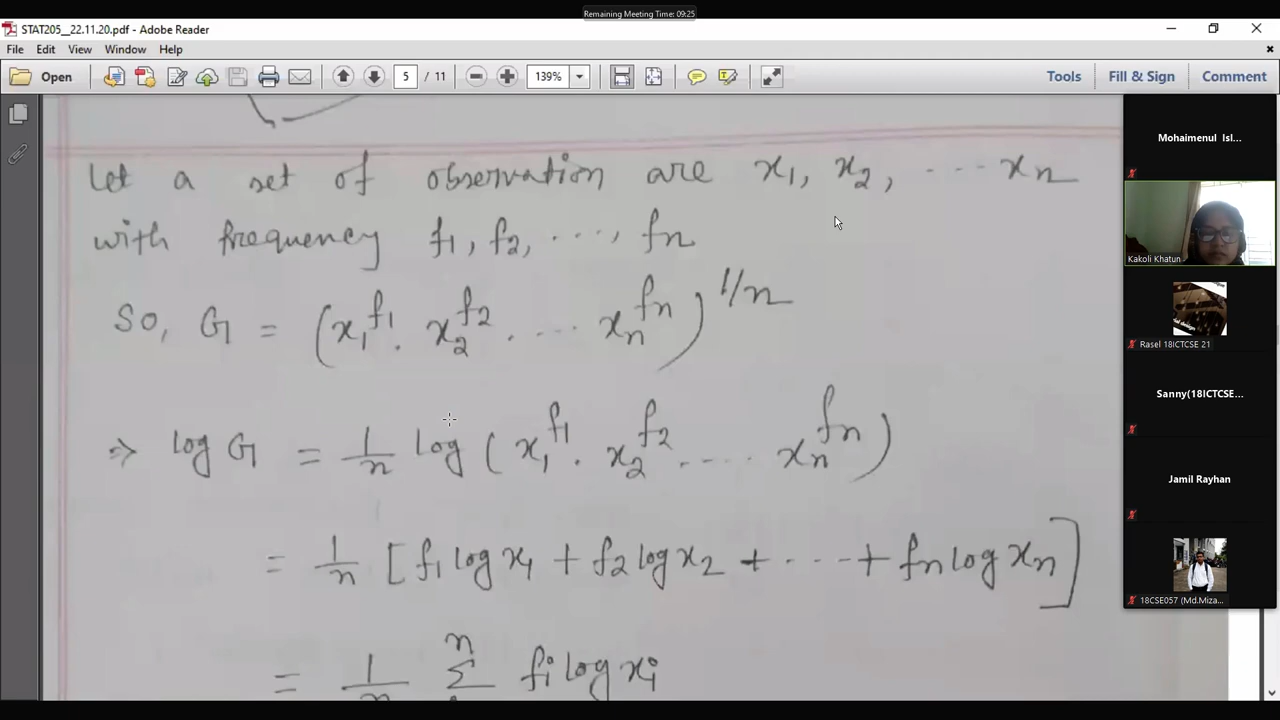 Remaining Meeting Time: 09:25
STAT205__22.11.20.pdf - Adobe Reader
File Edit View Window Help
Open 5 / 11 139% Tools Fill & Sign Comment
Let a set of observation are x₁, x₂, ---- xₙ
with frequency f₁, f₂, ...., fₙ
So, G = (x₁^f₁ . x₂^f₂ . ... xₙ^fₙ)^1/n
⇒ log G = 1/n log (x₁^f₁ . x₂^f₂ ..... xₙ^fₙ)
= 1/n [f₁ log x₁ + f₂ log x₂ + .... + fₙ log xₙ]
= 1/n Σ^n fᵢ log xᵢ
Mohaimenul Isl...
Kakoli Khatun
Rasel 18ICTCSE 21
Sanny(18ICTCSE...
Jamil Rayhan
18CSE057 (Md.Miza...